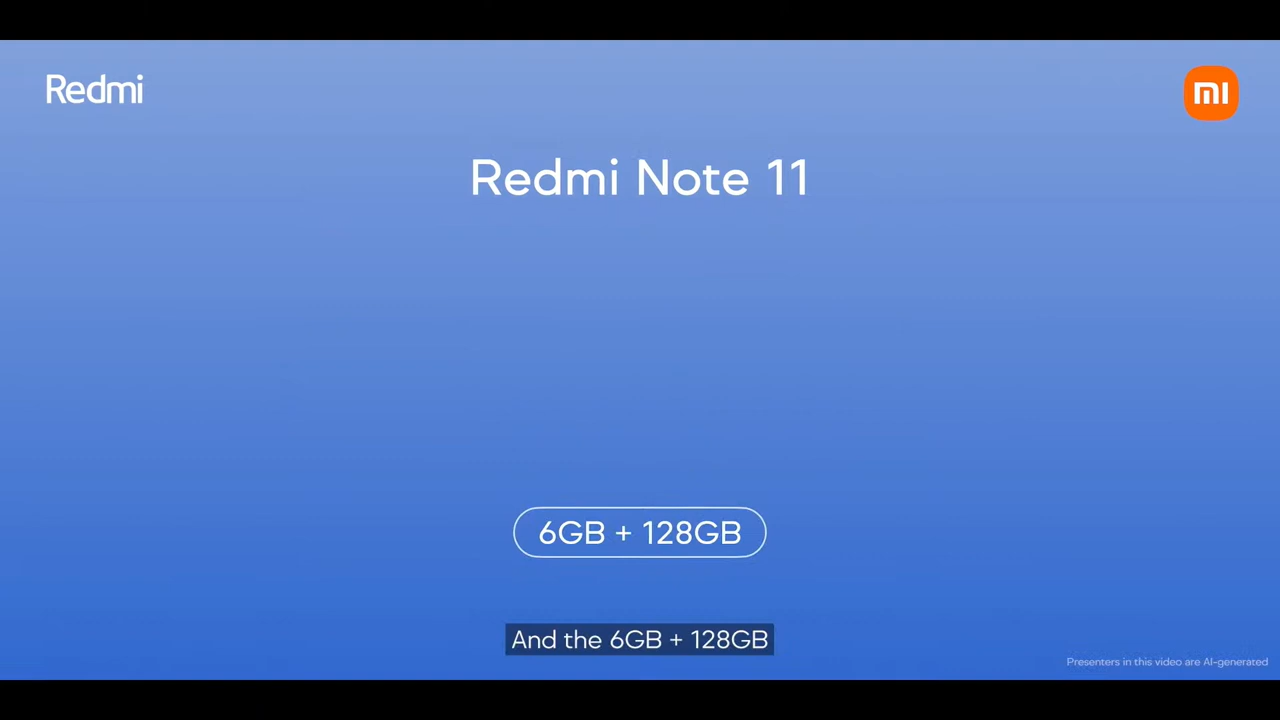 Redmi
mi
Redmi Note 11
6GB + 128GB
And the 6GB + 128GB
Presenters in this video are AI-generated